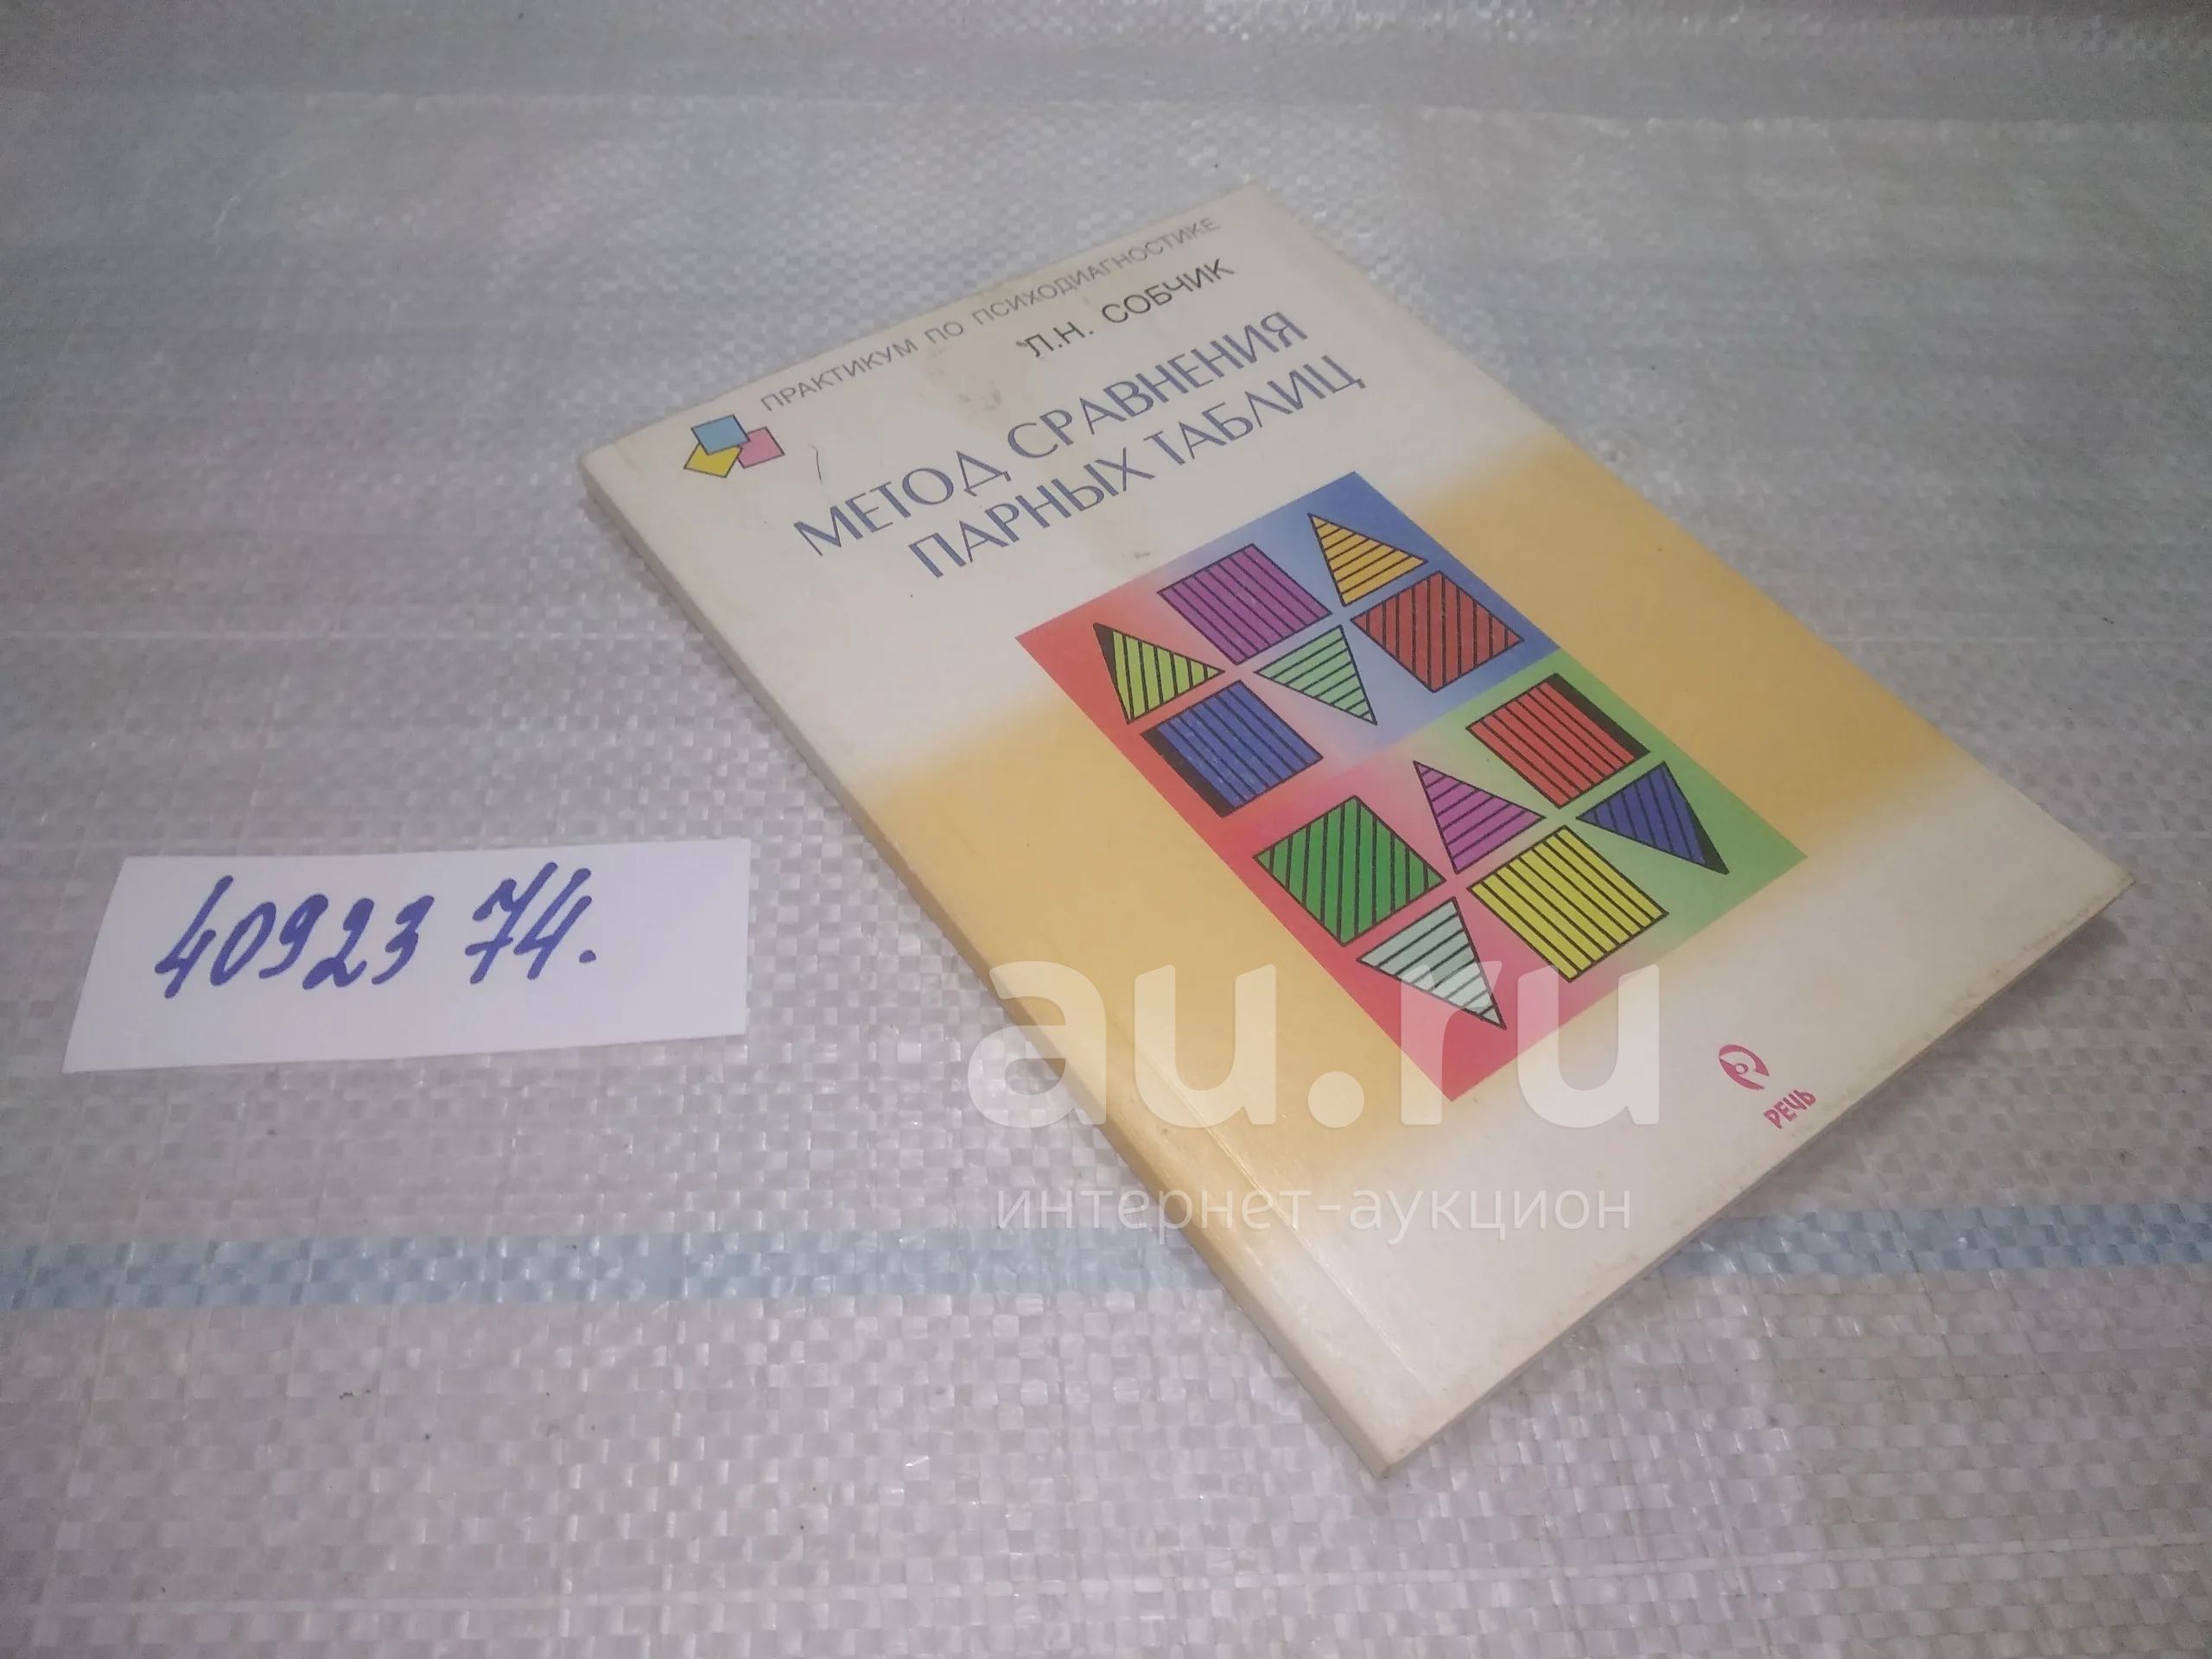 ПРАКТИКУМ ПО ПСИХОДИАГНОСТИКЕ
Л.Н. СОБЧИК
МЕТОД СРАВНЕНИЯ
ПАРНЫХ ТАБЛИЦ
РЕЧЬ
40923 74.
au.ru
интернет-аукцион